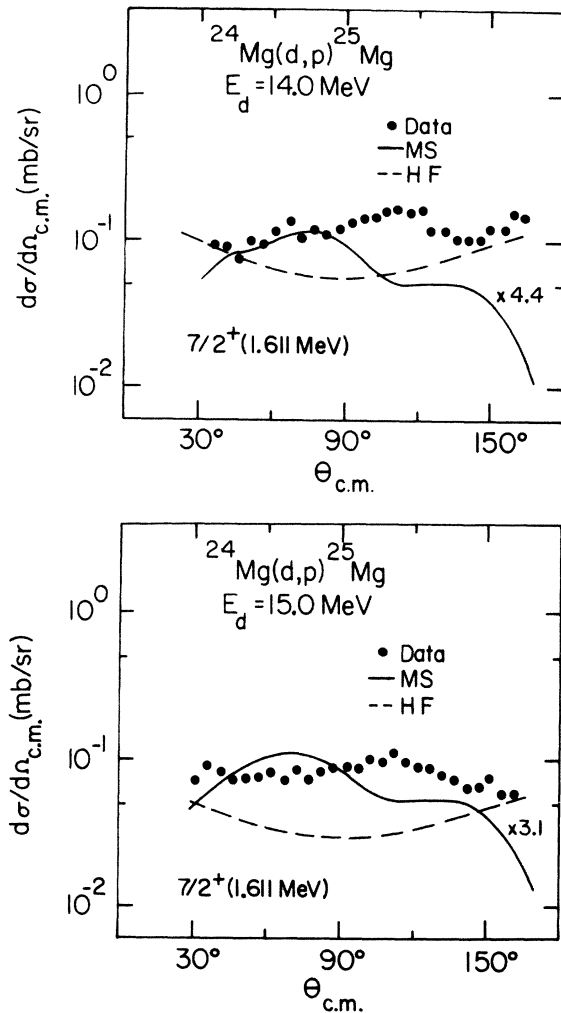 ²⁴Mg(d,p)²⁵Mg
E_d = 14.0 MeV
10⁰
10⁻¹
10⁻²
dσ/dΩ_c.m. (mb/sr)
● Data
— MS
-- HF
x 4.4
7/2⁺(1.611 MeV)
30° 90° 150°
θ_c.m.
²⁴Mg(d,p)²⁵Mg
E_d = 15.0 MeV
10⁰
10⁻¹
10⁻²
dσ/dΩ_c.m. (mb/sr)
● Data
— MS
-- HF
x3.1
7/2⁺(1.611 MeV)
30° 90° 150°
θ_c.m.